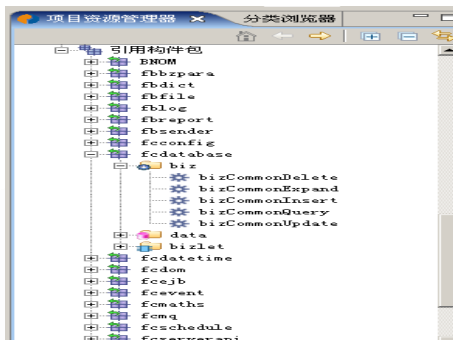 项目资源管理器 分类浏览器
引用构件包
BNOM
fbbzpara
fbdict
fbfile
fblog
fbreport
fbsender
fcconfig
fcdatabase
biz
bizCommonDelete
bizCommonExpand
bizCommonInsert
bizCommonQuery
bizCommonUpdate
data
bizlet
fcdatetime
fcdom
fcejb
fcevent
fcmaths
fcmq
fcschedule
fcserverapi